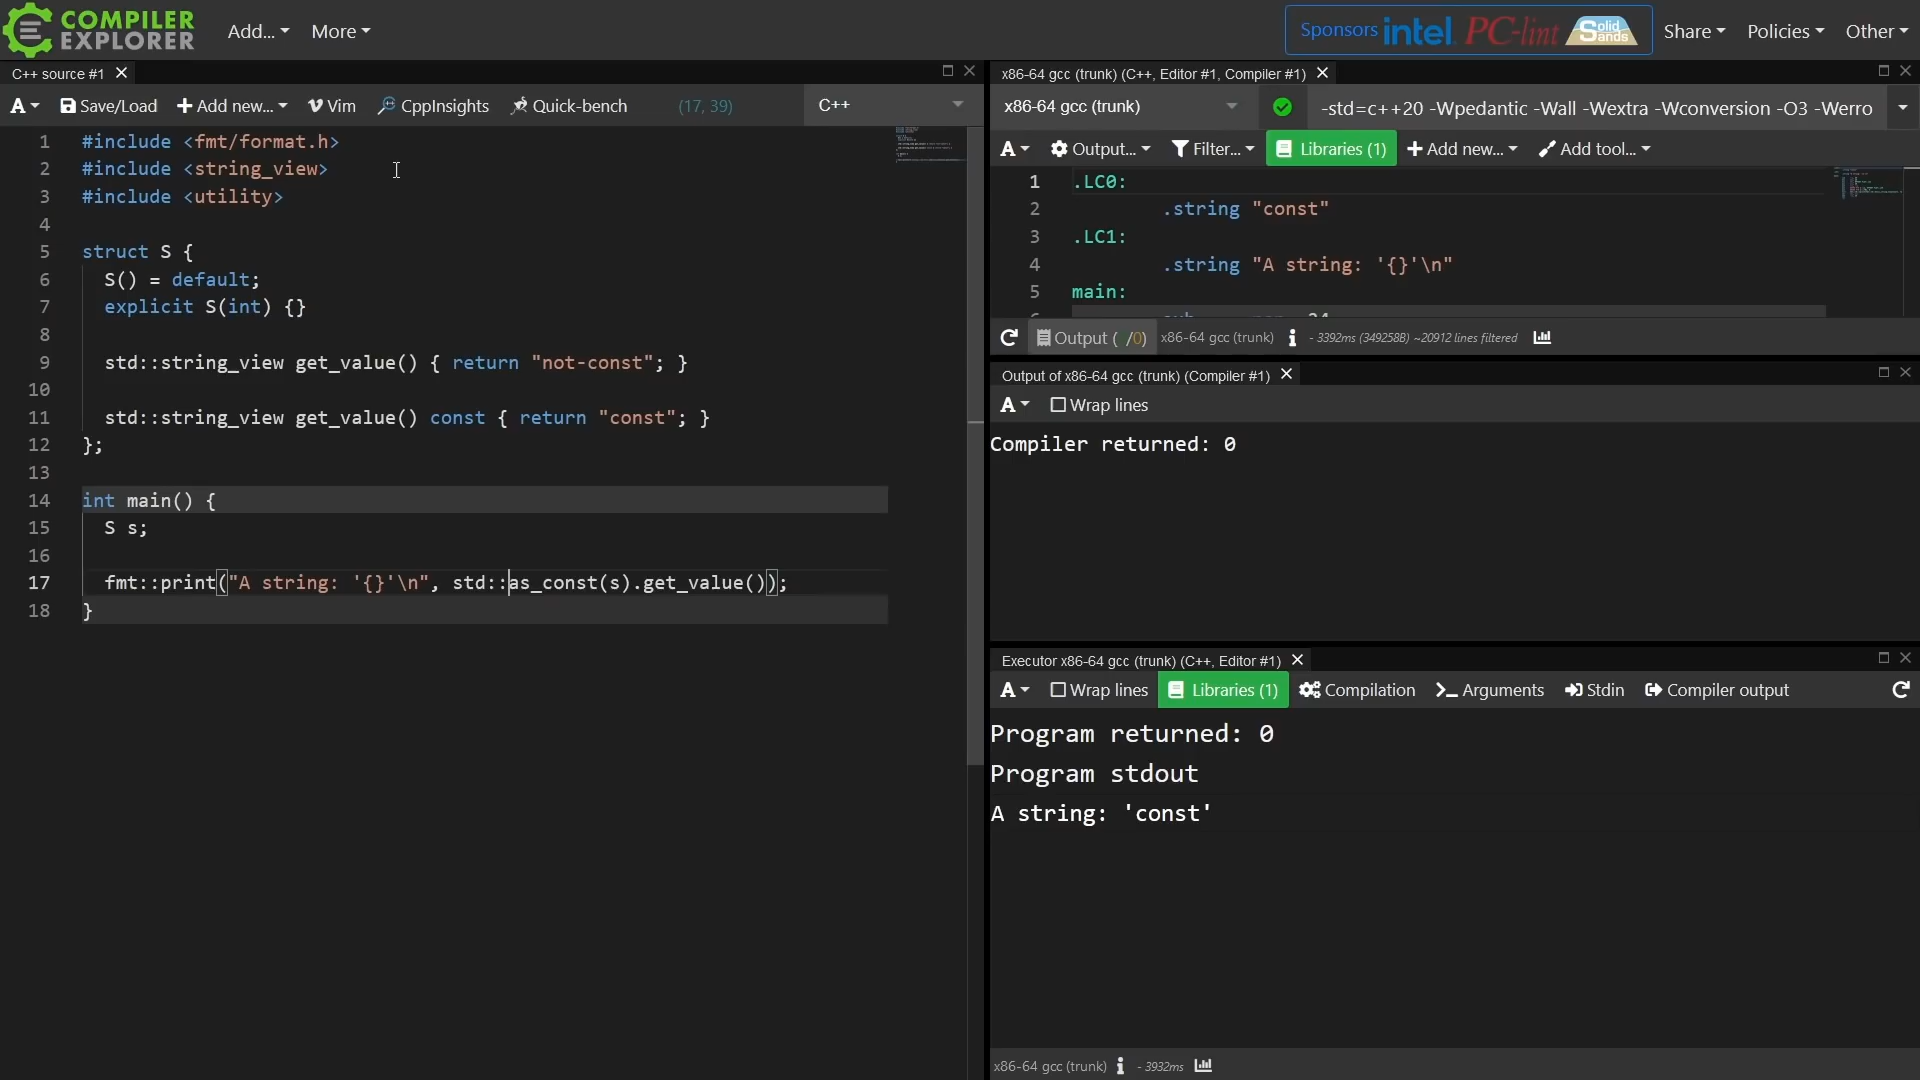 COMPILER EXPLORER
Add... More
Sponsors intel PC-lint Solid Sands Share Policies Other
C++ source #1
Save/Load Add new... Vim CppInsights Quick-bench (17, 39) C++
1 #include <fmt/format.h>
2 #include <string_view>
3 #include <utility>
4
5 struct S {
6 S() = default;
7 explicit S(int) {}
8
9 std::string_view get_value() { return "not-const"; }
10
11 std::string_view get_value() const { return "const"; }
12 };
13
14 int main() {
15 S s;
16
17 fmt::print("A string: '{}'\n", std::as_const(s).get_value());
18 }
x86-64 gcc (trunk) (C++, Editor #1, Compiler #1)
x86-64 gcc (trunk) -std=c++20 -Wpedantic -Wall -Wextra -Wconversion -O3 -Werro
A Output... Filter... Libraries (1) Add new... Add tool...
1 .LC0:
2 .string "const"
3 .LC1:
4 .string "A string: '{}'\n"
5 main:
Output ( /0) x86-64 gcc (trunk) - 3392ms (349258B) ~20912 lines filtered
Output of x86-64 gcc (trunk) (Compiler #1)
A Wrap lines
Compiler returned: 0
Executor x86-64 gcc (trunk) (C++, Editor #1)
A Wrap lines Libraries (1) Compilation Arguments Stdin Compiler output
Program returned: 0
Program stdout
A string: 'const'
x86-64 gcc (trunk) - 3932ms